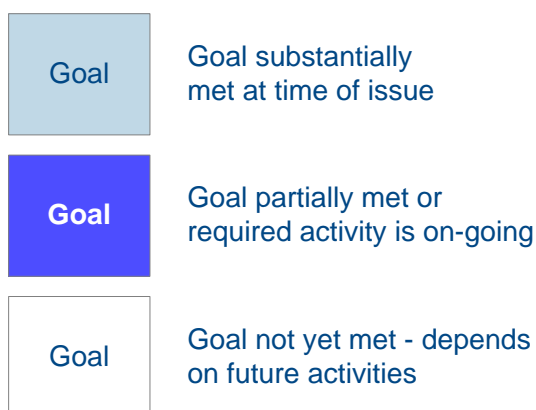 Goal
Goal substantially
met at time of issue
Goal
Goal partially met or
required activity is on-going
Goal
Goal not yet met - depends
on future activities